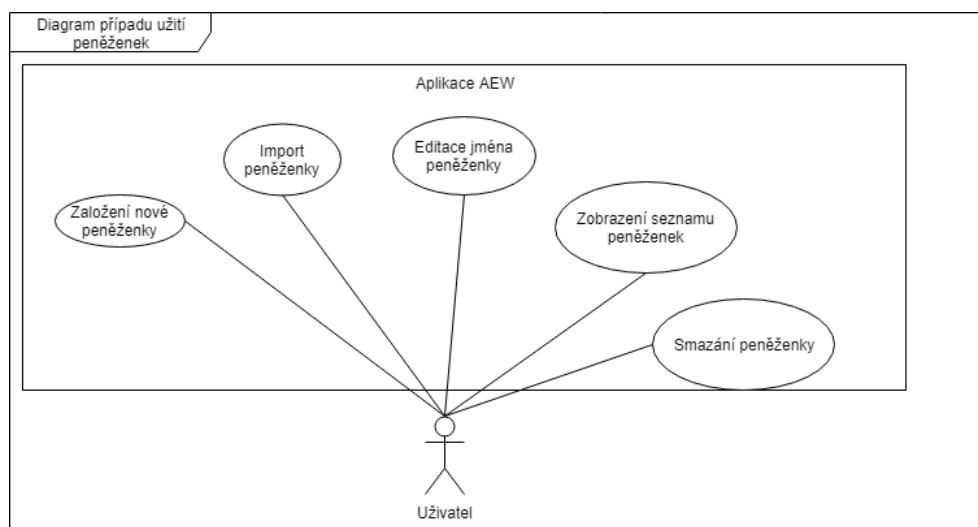 Diagram případu užití
peněženek
Aplikace AEW
Import
peněženky
Editace jména
peněženky
Založení nové
peněženky
Zobrazení seznamu
peněženek
Smazání peněženky
Uživatel